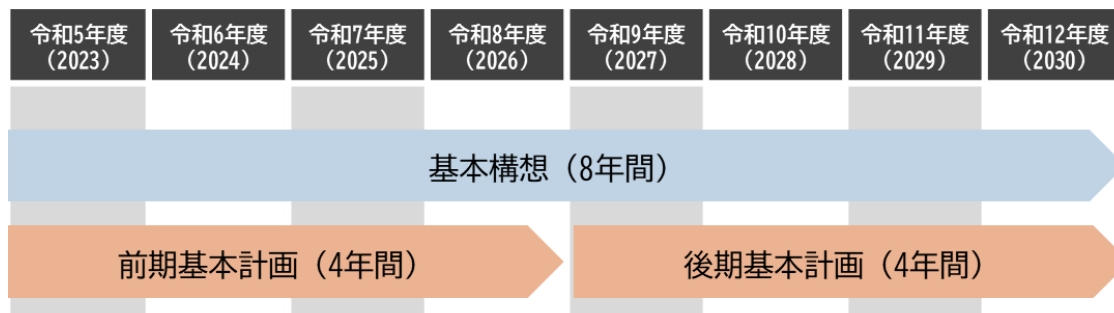 令和5年度 令和6年度 令和7年度 令和8年度 令和9年度 令和10年度 令和11年度 令和12年度
（2023） （2024） （2025） （2026） （2027） （2028） （2029） （2030）
基本構想（8年間）
前期基本計画（4年間） 後期基本計画（4年間）